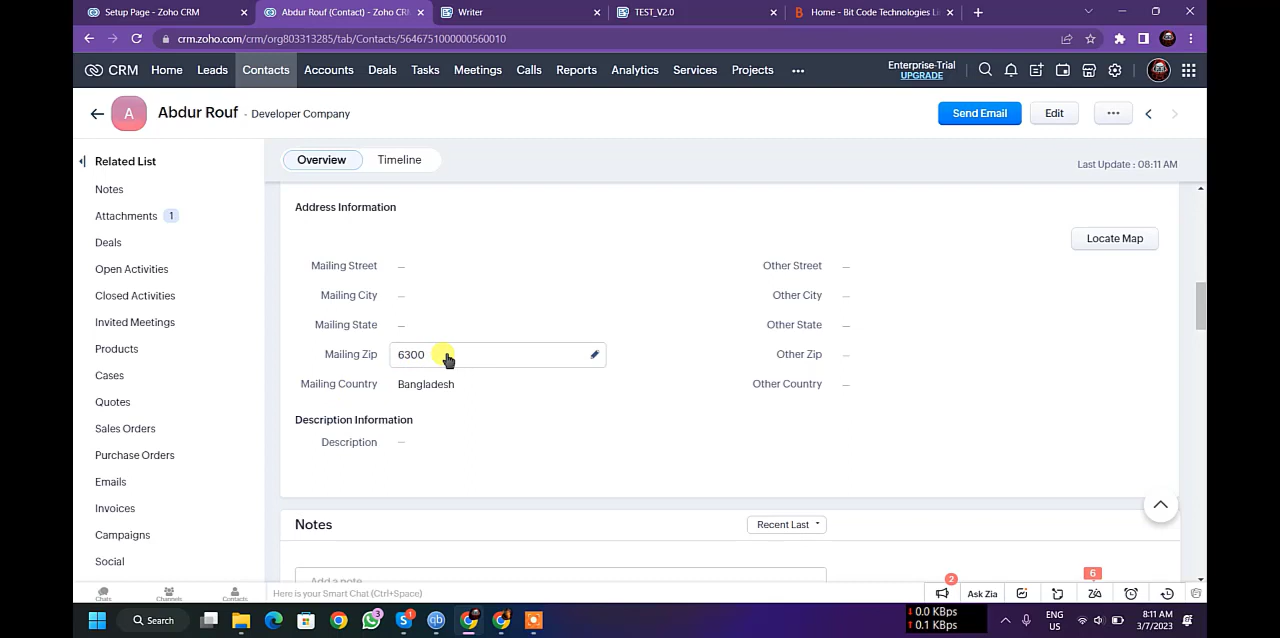 Setup Page - Zoho CRM
Abdur Rouf (Contact) - Zoho CR
Writer
TEST_V2.0
B Home - Bit Code Technologies Li
crm.zoho.com/crm/org803313285/tab/Contacts/5646751000000560010
CRM Home Leads Contacts Accounts Deals Tasks Meetings Calls Reports Analytics Services Projects
Enterprise-Trial
UPGRADE
A Abdur Rouf - Developer Company
Send Email Edit
Related List
Overview Timeline
Last Update : 08:11 AM
Notes
Attachments 1
Deals
Open Activities
Closed Activities
Invited Meetings
Products
Cases
Quotes
Sales Orders
Purchase Orders
Emails
Invoices
Campaigns
Social
Address Information
Locate Map
Mailing Street — Other Street —
Mailing City — Other City —
Mailing State — Other State —
Mailing Zip 6300 Other Zip —
Mailing Country Bangladesh Other Country —
Description Information
Description —
Notes
Recent Last
Add a note
Chats Channels Contacts
Here is your Smart Chat (Ctrl+Space)
2
Ask Zia
6
Search
3
1
0.0 KBps
0.1 KBps
ENG
US
8:11 AM
3/7/2023